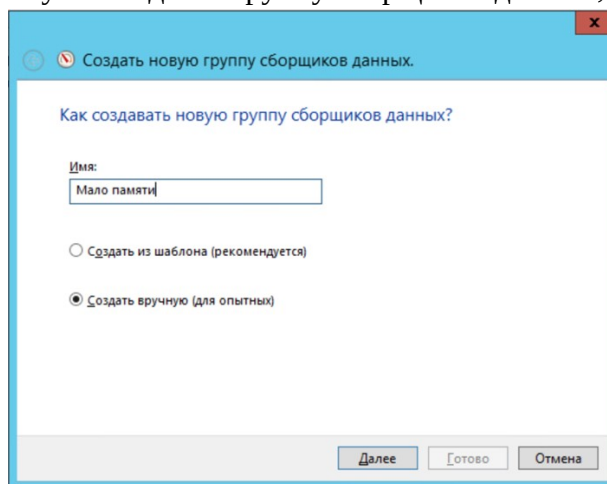 Создать новую группу сборщиков данных.
Как создавать новую группу сборщиков данных?
Имя:
Мало памяти
Создать из шаблона (рекомендуется)
Создать вручную (для опытных)
Далее Готово Отмена